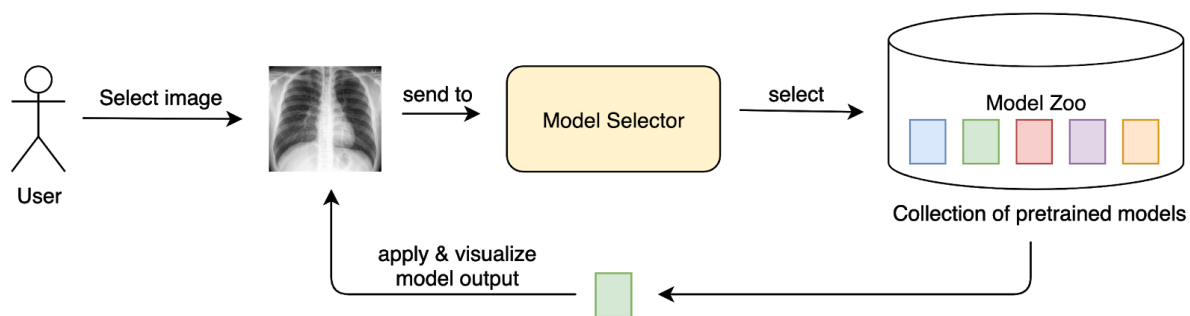 Select image
User
send to
Model Selector
select
Model Zoo
Collection of pretrained models
apply & visualize
model output